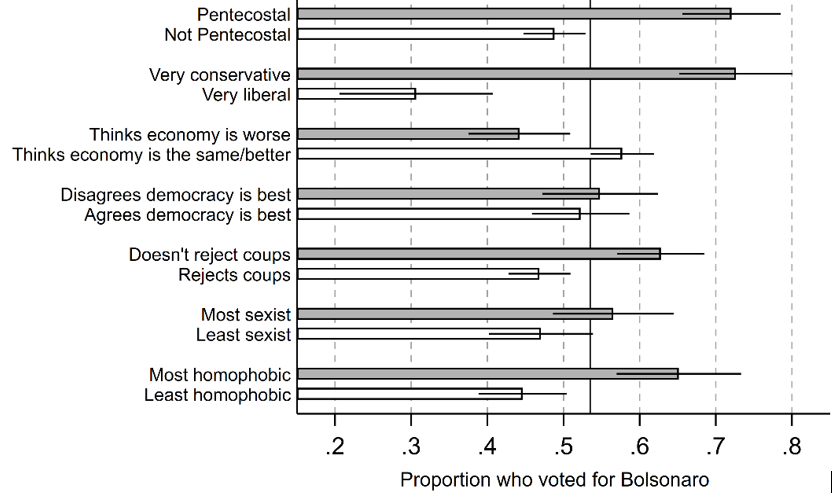 Pentecostal
Not Pentecostal
Very conservative
Very liberal
Thinks economy is worse
Thinks economy is the same/better
Disagrees democracy is best
Agrees democracy is best
Doesn't reject coups
Rejects coups
Most sexist
Least sexist
Most homophobic
Least homophobic
.2 .3 .4 .5 .6 .7 .8
Proportion who voted for Bolsonaro